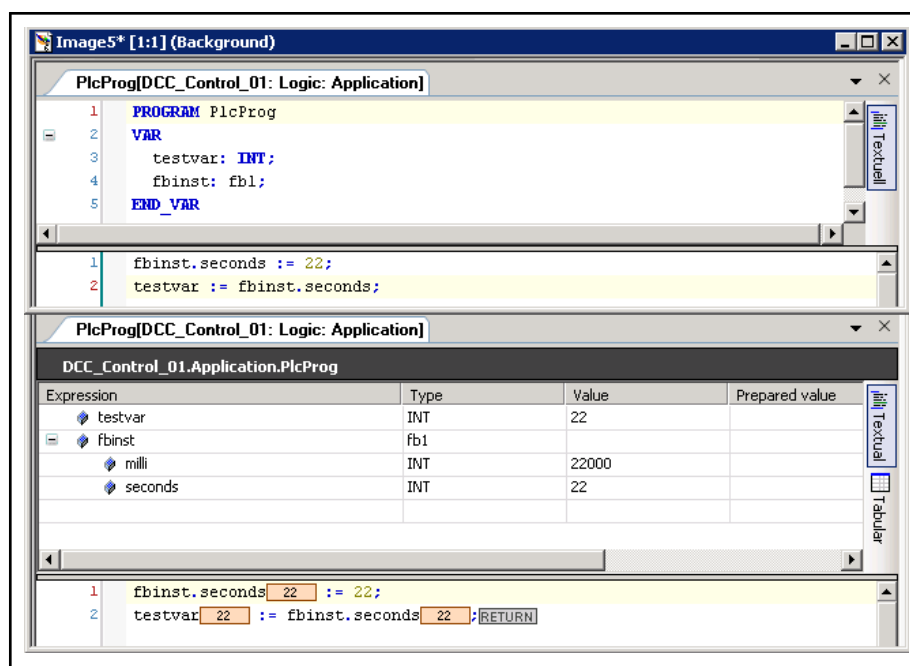 Image5* [1:1] (Background)
PlcProg[DCC_Control_01: Logic: Application]
1 PROGRAM PlcProg
2 VAR
3 testvar: INT;
4 fbinst: fb1;
5 END_VAR
Textuell
1 fbinst.seconds := 22;
2 testvar := fbinst.seconds;
PlcProg[DCC_Control_01: Logic: Application]
DCC_Control_01.Application.PlcProg
Expression Type Value Prepared value
testvar INT 22
fbinst fb1
milli INT 22000
seconds INT 22
Textual
Tabular
1 fbinst.seconds 22 := 22;
2 testvar 22 := fbinst.seconds 22 ;RETURN